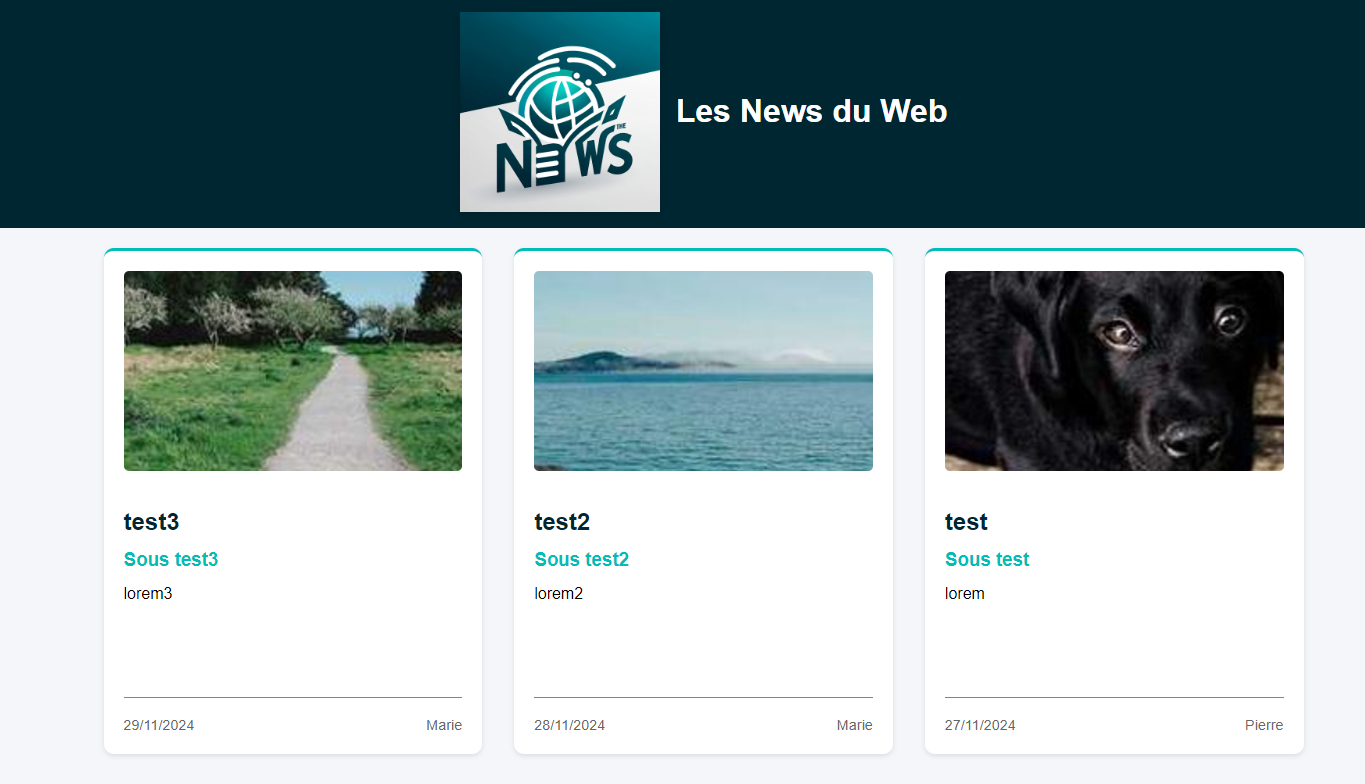 THE
NEWS
Les News du Web
test3
Sous test3
lorem3
29/11/2024
Marie
test2
Sous test2
lorem2
28/11/2024
Marie
test
Sous test
lorem
27/11/2024
Pierre